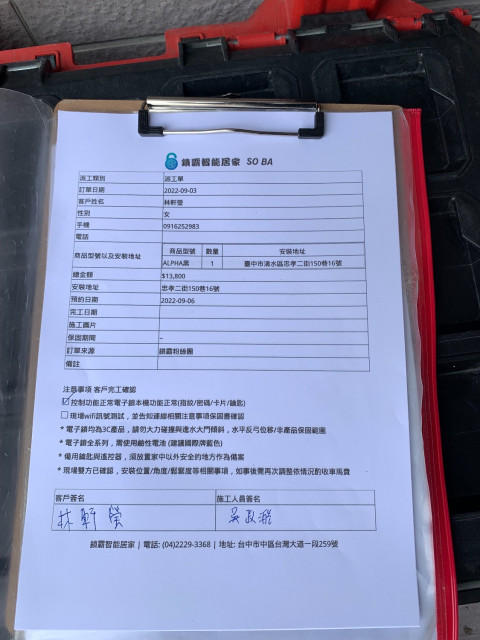 鎖霸智能居家 SO BA
派工類別 派工單
訂單日期 2022-09-03
客戶姓名 林軒瑩
性別 女
手機 0916252983
電話
商品型號以及安裝地址 商品型號 數量 安裝地址
ALPHA黑 1 臺中市清水區忠孝二街150巷16號
總金額 $13,800
安裝地址 忠孝二街150巷16號
預約日期 2022-09-06
完工日期
施工圖片
保固期間 –
訂單來源 鎖霸粉絲團
備註
注意事項 客戶完工確認
☑控制功能正常電子鎖本機功能正常(指紋/密碼/卡片/鑰匙)
☐現場wifi訊號測試，並告知連線相關注意事項保固書確認
* 電子鎖均為3C產品，請勿大力碰撞與進水大門傾斜，水平反弓位移/非產品保固範圍
* 電子鎖全系列，需使用鹼性電池 (建議國際牌藍色)
* 備用鑰匙與遙控器，須放置家中以外安全的地方作為備案
* 現場雙方已確認，安裝位置/角度/鬆緊度等相關事項，如事後需再次調整依情況酌收車馬費
客戶簽名 施工人員簽名
林軒瑩
鎖霸智能居家 | 電話: (04)2229-3368 | 地址: 台中市中區台灣大道一段259號